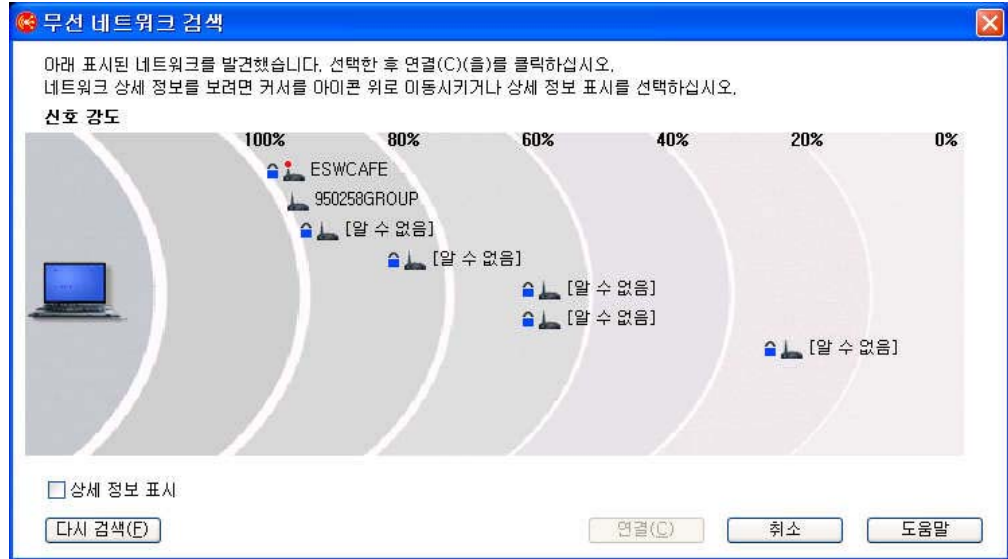 무선 네트워크 검색
아래 표시된 네트워크를 발견했습니다. 선택한 후 연결(C)(을)를 클릭하십시오.
네트워크 상세 정보를 보려면 커서를 아이콘 위로 이동시키거나 상세 정보 표시를 선택하십시오.
신호 강도
100% 80% 60% 40% 20% 0%
ESWCAFE
950258GROUP
[알 수 없음]
[알 수 없음]
[알 수 없음]
[알 수 없음]
[알 수 없음]
상세 정보 표시
다시 검색(F) 연결(C) 취소 도움말